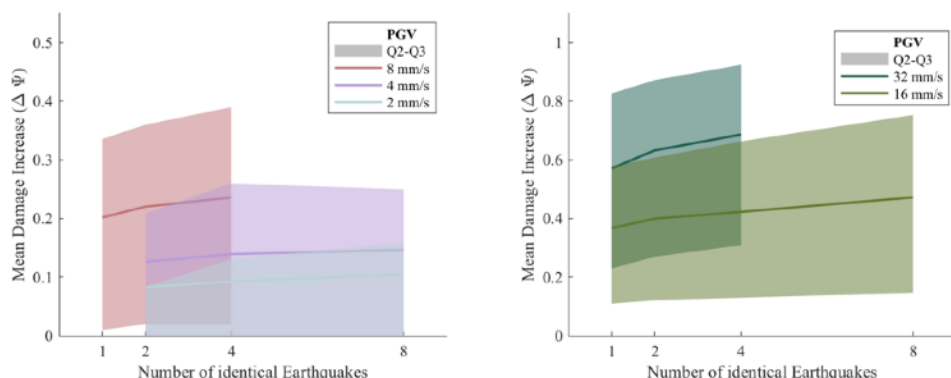 0.5
0.4
0.3
0.2
0.1
0
Mean Damage Increase (Δ Ψ)
PGV
Q2-Q3
8 mm/s
4 mm/s
2 mm/s
1
2
4
8
Number of identical Earthquakes
1
0.8
0.6
0.4
0.2
0
Mean Damage Increase (Δ Ψ)
PGV
Q2-Q3
32 mm/s
16 mm/s
1
2
4
8
Number of identical Earthquakes